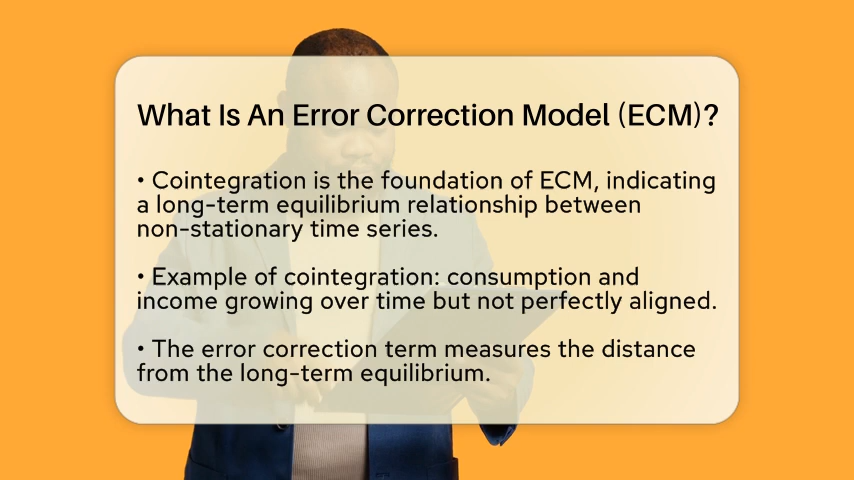 What Is An Error Correction Model (ECM)?
• Cointegration is the foundation of ECM, indicating
a long-term equilibrium relationship between
non-stationary time series.
• Example of cointegration: consumption and
income growing over time but not perfectly aligned.
• The error correction term measures the distance
from the long-term equilibrium.